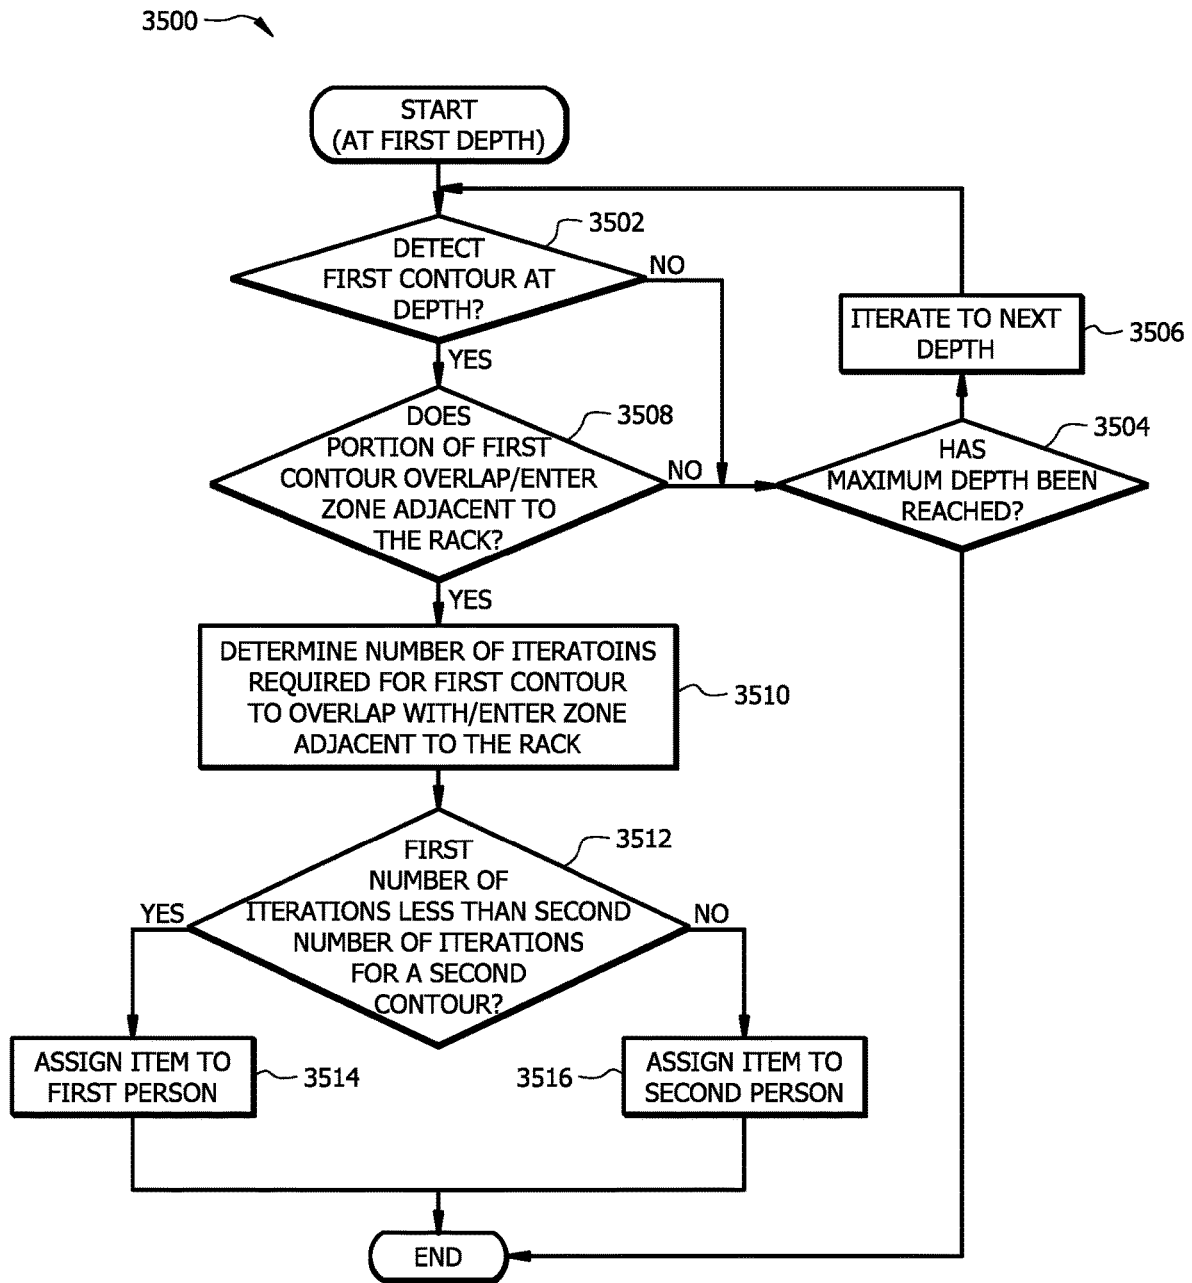 3500
START
(AT FIRST DEPTH)
3502
DETECT
FIRST CONTOUR AT
DEPTH?
NO
YES
ITERATE TO NEXT
DEPTH
3506
DOES
PORTION OF FIRST
CONTOUR OVERLAP/ENTER
ZONE ADJACENT TO
THE RACK?
3508
NO
YES
HAS
MAXIMUM DEPTH BEEN
REACHED?
3504
DETERMINE NUMBER OF ITERATOINS
REQUIRED FOR FIRST CONTOUR
TO OVERLAP WITH/ENTER ZONE
ADJACENT TO THE RACK
3510
FIRST
NUMBER OF
ITERATIONS LESS THAN SECOND
NUMBER OF ITERATIONS
FOR A SECOND
CONTOUR?
3512
YES
NO
ASSIGN ITEM TO
FIRST PERSON
3514
3516
ASSIGN ITEM TO
SECOND PERSON
END